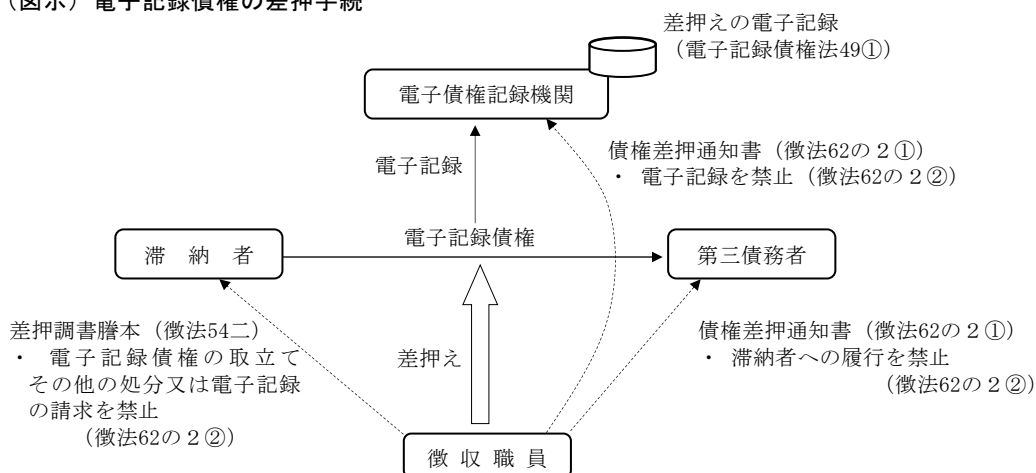 (図示)電子記録債権の差押手続
差押えの電子記録
(電子記録債権法49①)
電子債権記録機関
債権差押通知書(徴法62の2①)
・ 電子記録を禁止(徴法62の2②)
電子記録
電子記録債権
滞 納 者
第三債務者
差押調書謄本(徴法54二)
・ 電子記録債権の取立て
その他の処分又は電子記録
の請求を禁止
(徴法62の2②)
差押え
債権差押通知書(徴法62の2①)
・ 滞納者への履行を禁止
(徴法62の2②)
徴 収 職 員